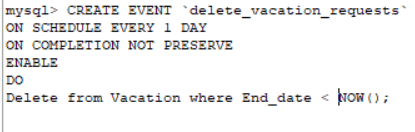 mysql> CREATE EVENT `delete_vacation_requests`
ON SCHEDULE EVERY 1 DAY
ON COMPLETION NOT PRESERVE
ENABLE
DO
Delete from Vacation where End_date < NOW();